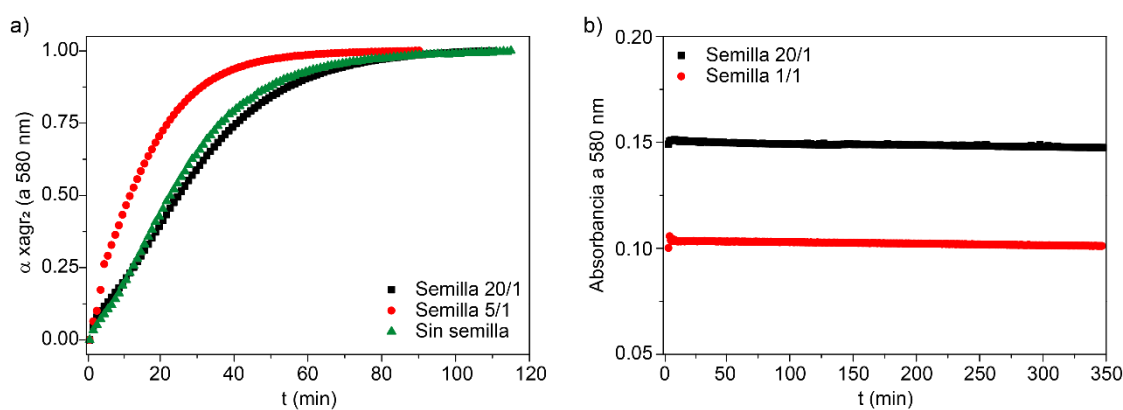 a)
α xagr₂ (a 580 nm)
1.00
0.75
0.50
0.25
0.00
Semilla 20/1
Semilla 5/1
Sin semilla
0 20 40 60 80 100 120
t (min)
b)
Absorbancia a 580 nm
0.20
0.15
0.10
0.05
Semilla 20/1
Semilla 1/1
0 50 100 150 200 250 300 350
t (min)